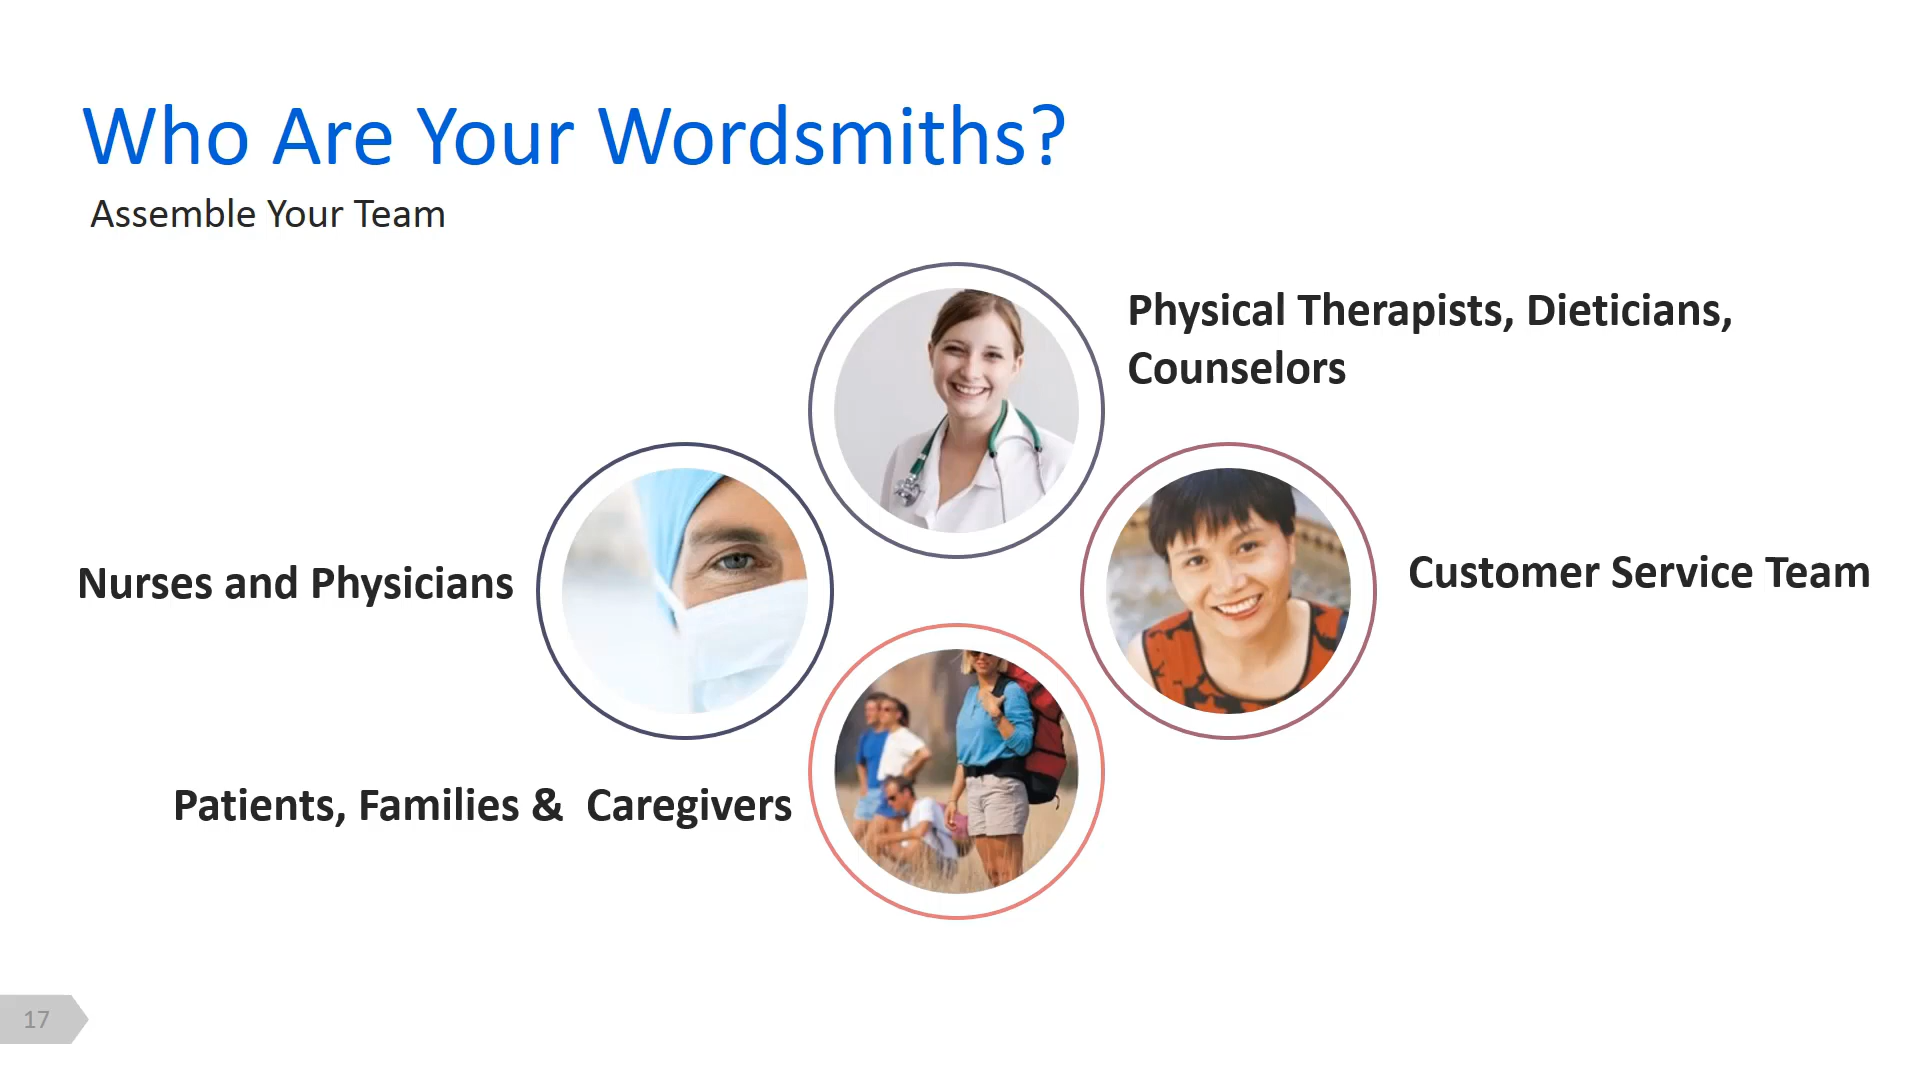 Who Are Your Wordsmiths?
Assemble Your Team
Physical Therapists, Dieticians,
Counselors
Nurses and Physicians
Customer Service Team
Patients, Families &  Caregivers
17